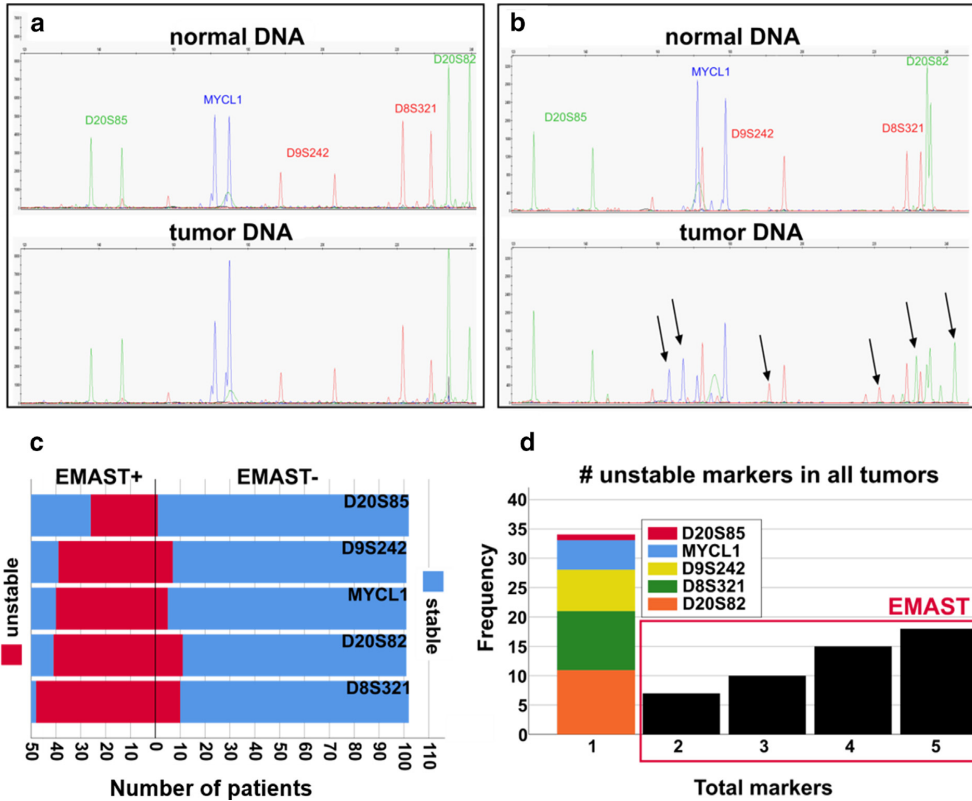 a
normal DNA
D20S82
MYCL1
D8S321
D20S85
D9S242
tumor DNA
b
normal DNA
D20S82
MYCL1
D20S85
D9S242
D8S321
tumor DNA
c
EMAST+ EMAST-
D20S85
D9S242
MYCL1
D20S82
D8S321
unstable
stable
50 40 30 20 10 0 10 20 30 40 50 60 70 80 90 100 110
Number of patients
d
# unstable markers in all tumors
40
35
30
25
20
15
10
5
0
Frequency
D20S85
MYCL1
D9S242
D8S321
D20S82
EMAST
1 2 3 4 5
Total markers